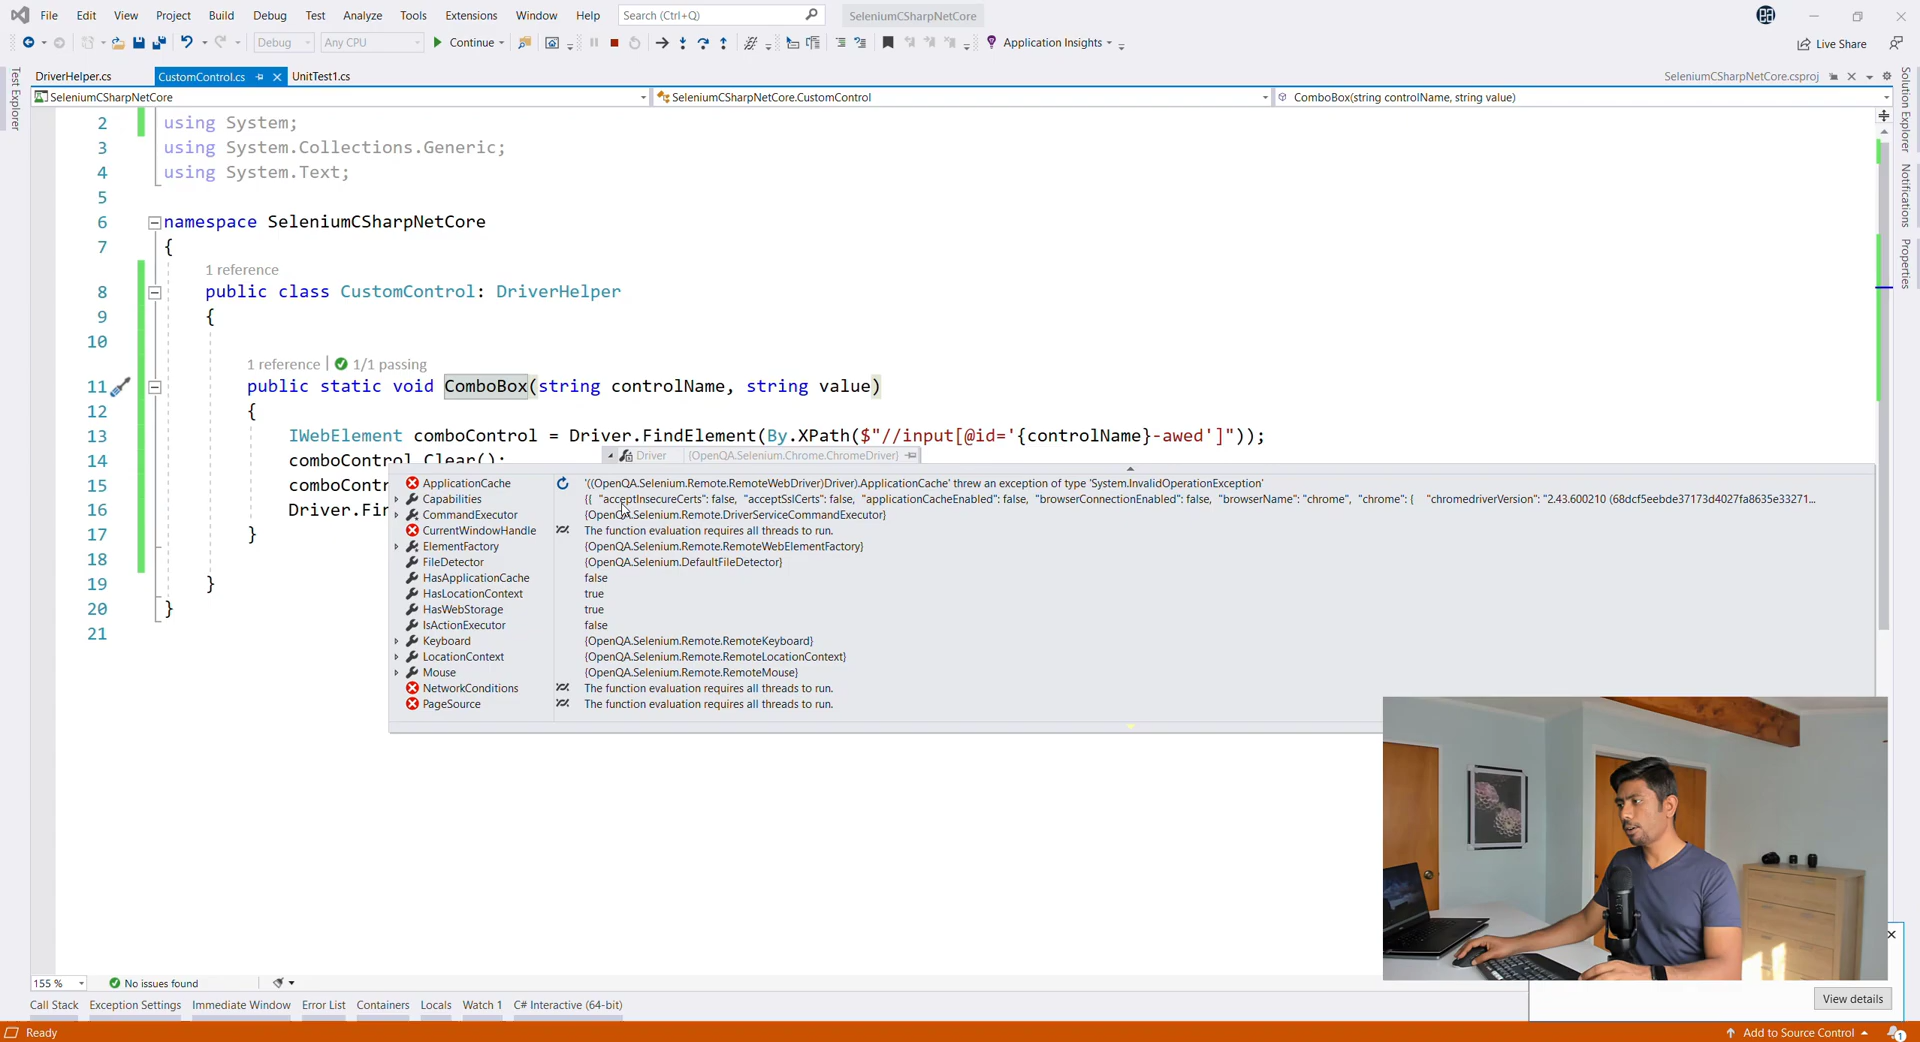 File Edit View Project Build Debug Test Analyze Tools Extensions Window Help Search (Ctrl+Q) SeleniumCSharpNetCore
Debug Any CPU Continue Application Insights Live Share
DriverHelper.cs CustomControl.cs UnitTest1.cs SeleniumCSharpNetCore.csproj
SeleniumCSharpNetCore SeleniumCSharpNetCore.CustomControl ComboBox(string controlName, string value)
Test Explorer
Solution Explorer
Notifications
Properties
2 using System;
3 using System.Collections.Generic;
4 using System.Text;
5
6 namespace SeleniumCSharpNetCore
7 {
1 reference
8 public class CustomControl: DriverHelper
9 {
10
1 reference | 1/1 passing
11 public static void ComboBox(string controlName, string value)
12 {
13 IWebElement comboControl = Driver.FindElement(By.XPath($"//input[@id='{controlName}-awed']"));
14 comboControl.Clear();
Driver {OpenQA.Selenium.Chrome.ChromeDriver}
15 comboContr
16 Driver.Fin
17 }
18
19 }
20 }
21
ApplicationCache '((OpenQA.Selenium.Remote.RemoteWebDriver)Driver).ApplicationCache' threw an exception of type 'System.InvalidOperationException'
Capabilities {{ "acceptInsecureCerts": false, "acceptSslCerts": false, "applicationCacheEnabled": false, "browserConnectionEnabled": false, "browserName": "chrome", "chrome": { "chromedriverVersion": "2.43.600210 (68dcf5eebde37173d4027fa8635e33271...
CommandExecutor {OpenQA.Selenium.Remote.DriverServiceCommandExecutor}
CurrentWindowHandle The function evaluation requires all threads to run.
ElementFactory {OpenQA.Selenium.Remote.RemoteWebElementFactory}
FileDetector {OpenQA.Selenium.DefaultFileDetector}
HasApplicationCache false
HasLocationContext true
HasWebStorage true
IsActionExecutor false
Keyboard {OpenQA.Selenium.Remote.RemoteKeyboard}
LocationContext {OpenQA.Selenium.Remote.RemoteLocationContext}
Mouse {OpenQA.Selenium.Remote.RemoteMouse}
NetworkConditions The function evaluation requires all threads to run.
PageSource The function evaluation requires all threads to run.
155 % No issues found
View details
Call Stack Exception Settings Immediate Window Error List Containers Locals Watch 1 C# Interactive (64-bit)
Ready Add to Source Control 1